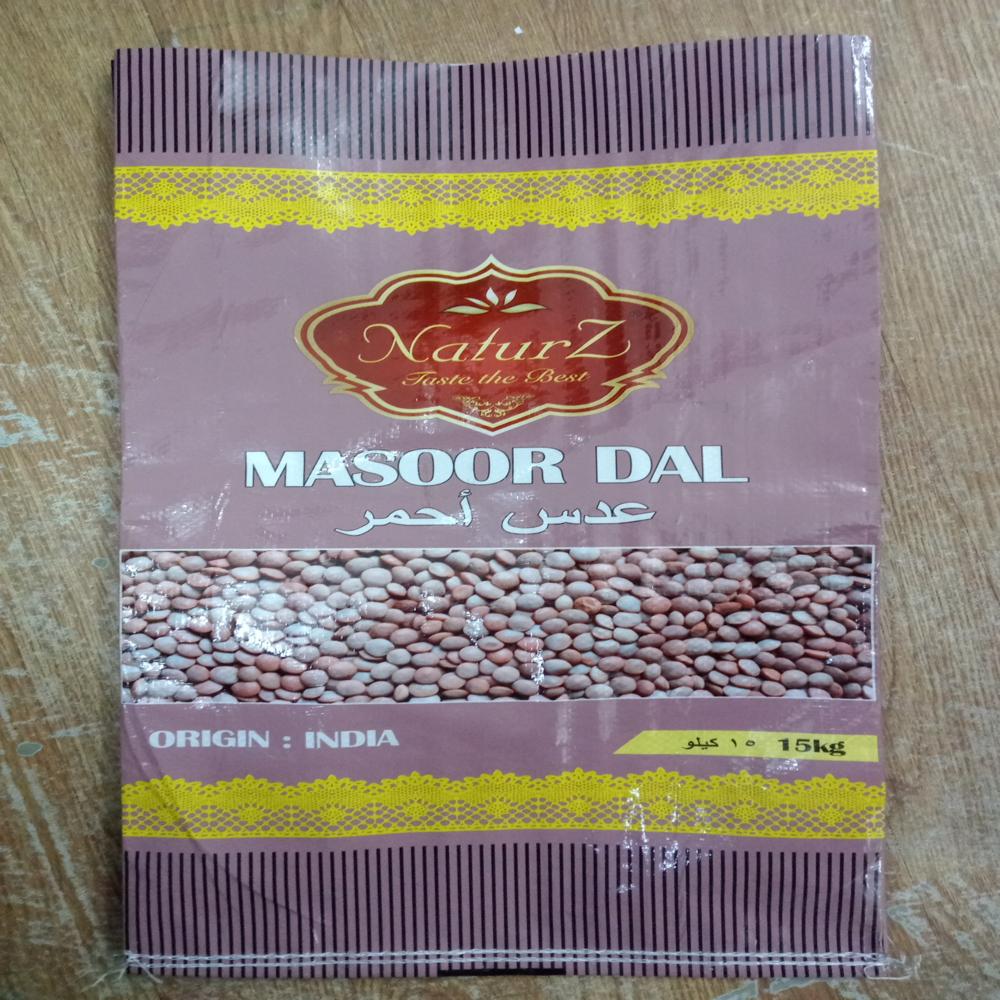 NaturZ
Taste the Best
MASOOR DAL
عدس أحمر
ORIGIN : INDIA
١٥ كيلو 15kg